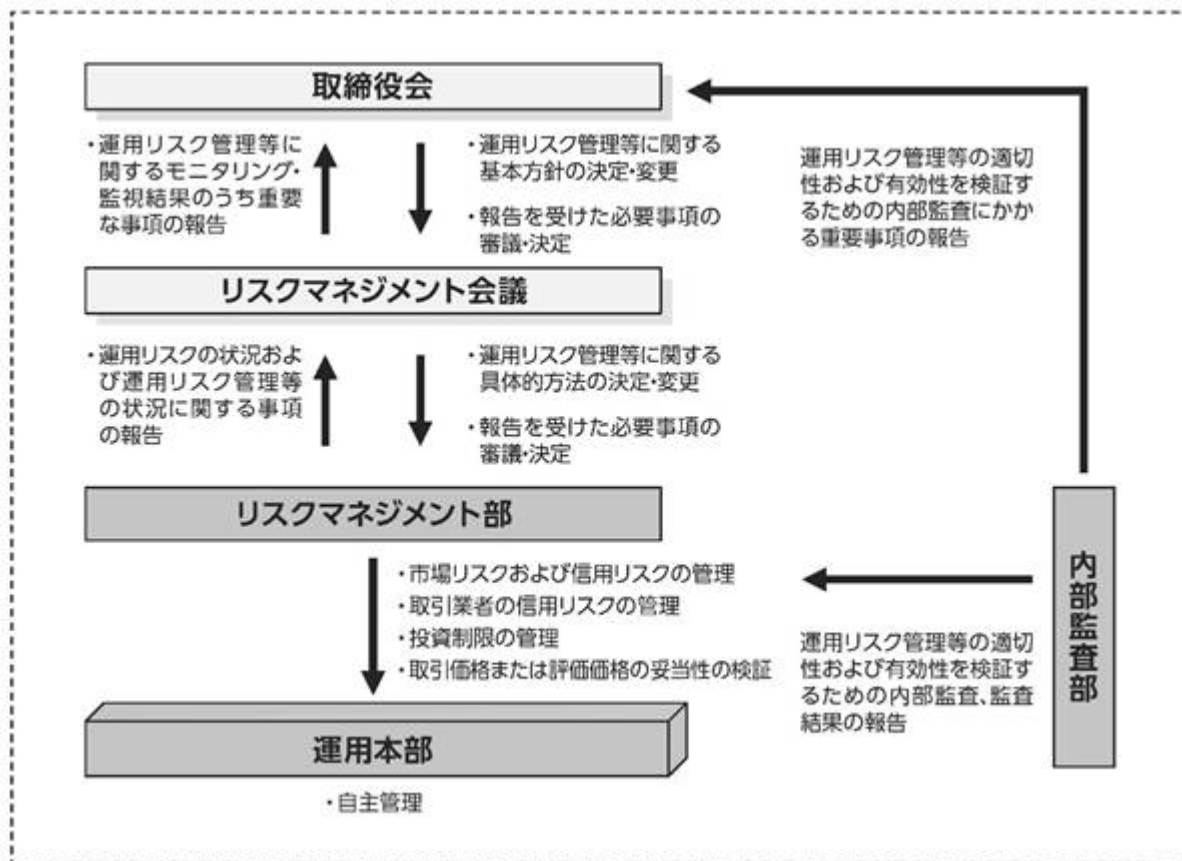 取締役会
・運用リスク管理等に
関するモニタリング・
監視結果のうち重要
な事項の報告
・運用リスク管理等に関する
基本方針の決定・変更
・報告を受けた必要事項の
審議・決定
運用リスク管理等の適切
性および有効性を検証す
るための内部監査にかか
る重要事項の報告
リスクマネジメント会議
・運用リスクの状況およ
び運用リスク管理等
の状況に関する事項
の報告
・運用リスク管理等に関する
具体的方法の決定・変更
・報告を受けた必要事項の
審議・決定
リスクマネジメント部
・市場リスクおよび信用リスクの管理
・取引業者の信用リスクの管理
・投資制限の管理
・取引価格または評価価格の妥当性の検証
運用リスク管理等の適切
性および有効性を検証す
るための内部監査、監査
結果の報告
内部監査部
運用本部
・自主管理